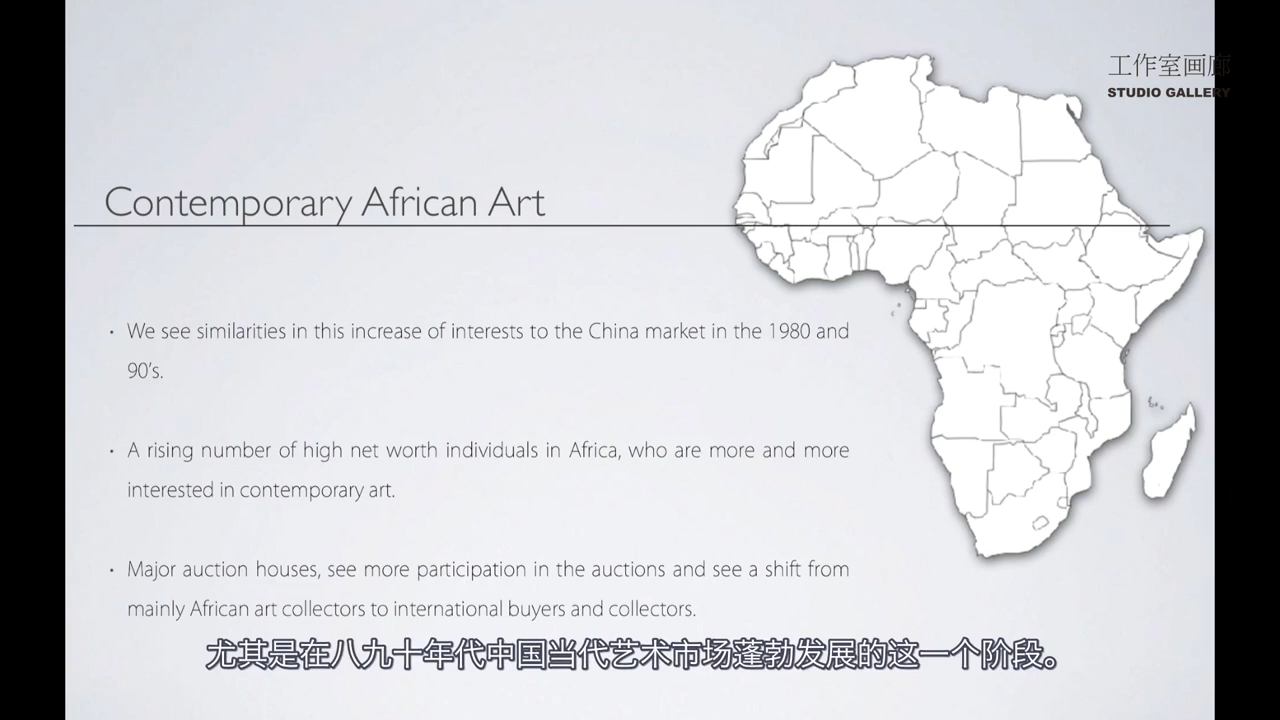 工作室画廊
STUDIO GALLERY
Contemporary African Art
• We see similarities in this increase of interests to the China market in the 1980 and
90's.
• A rising number of high net worth individuals in Africa, who are more and more
interested in contemporary art.
• Major auction houses, see more participation in the auctions and see a shift from
mainly African art collectors to international buyers and collectors.
尤其是在八九十年代中国当代艺术市场蓬勃发展的这一个阶段。